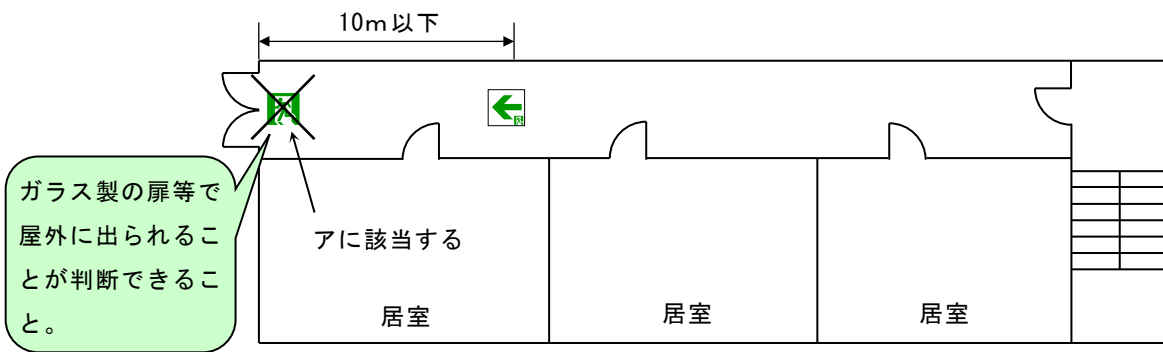 10m以下
ガラス製の扉等で
屋外に出られるこ
とが判断できるこ
と。
アに該当する
居室
居室
居室